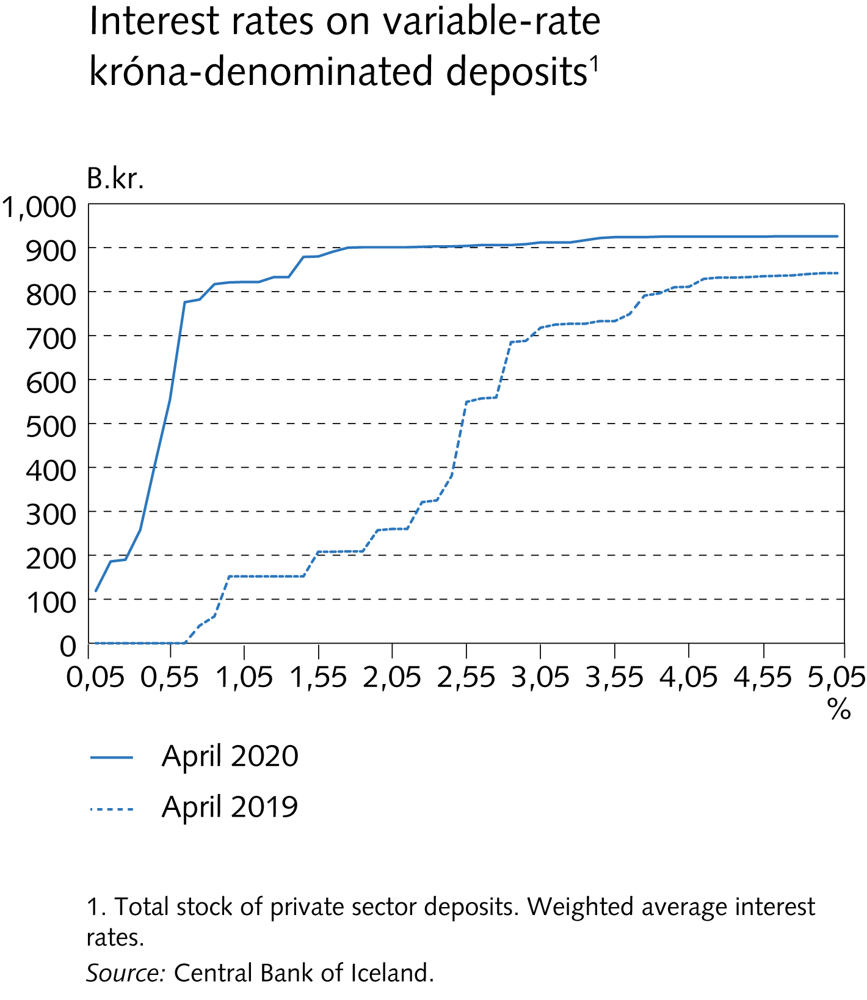 Interest rates on variable-rate
króna-denominated deposits¹
B.kr.
1,000
900
800
700
600
500
400
300
200
100
0
0,05 0,55 1,05 1,55 2,05 2,55 3,05 3,55 4,05 4,55 5,05
%
April 2020
April 2019
1. Total stock of private sector deposits. Weighted average interest
rates.
Source: Central Bank of Iceland.